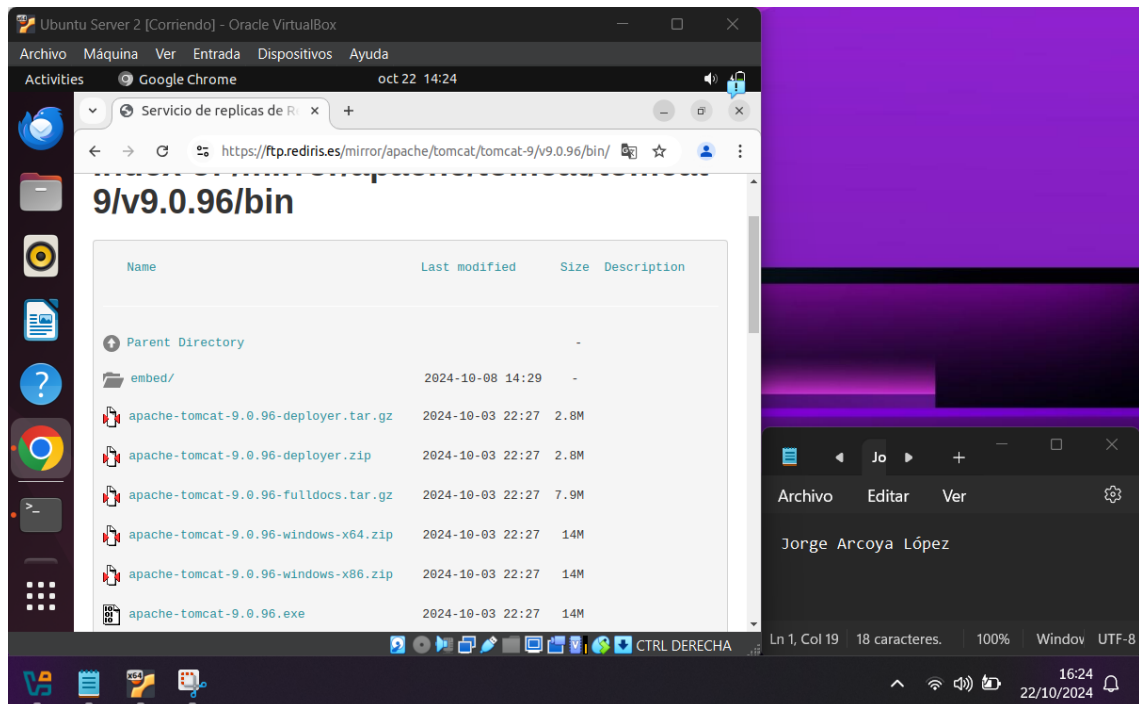 Ubuntu Server 2 [Corriendo] - Oracle VirtualBox
Archivo Máquina Ver Entrada Dispositivos Ayuda
Activities Google Chrome oct 22 14:24
Servicio de replicas de R
https://ftp.rediris.es/mirror/apache/tomcat/tomcat-9/v9.0.96/bin/
9/v9.0.96/bin
Name Last modified Size Description
Parent Directory -
embed/ 2024-10-08 14:29 -
apache-tomcat-9.0.96-deployer.tar.gz 2024-10-03 22:27 2.8M
apache-tomcat-9.0.96-deployer.zip 2024-10-03 22:27 2.8M
apache-tomcat-9.0.96-fulldocs.tar.gz 2024-10-03 22:27 7.9M
apache-tomcat-9.0.96-windows-x64.zip 2024-10-03 22:27 14M
apache-tomcat-9.0.96-windows-x86.zip 2024-10-03 22:27 14M
apache-tomcat-9.0.96.exe 2024-10-03 22:27 14M
CTRL DERECHA
Jo
Archivo Editar Ver
Jorge Arcoya López
Ln 1, Col 19 18 caracteres. 100% Windov UTF-8
16:24
22/10/2024